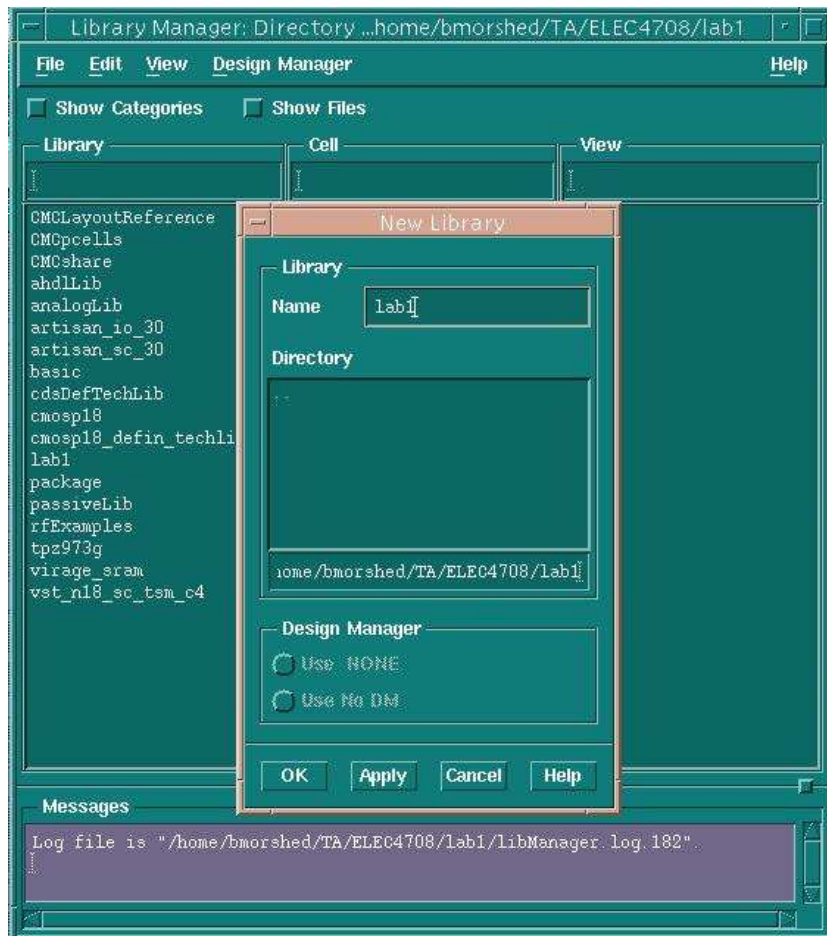 Library Manager: Directory ...home/bmorshed/TA/ELEC4708/lab1
File Edit View Design Manager Help
Show Categories Show Files
Library Cell View
CMCLayoutReference
CMCpcells
CMCshare
ahdlLib
analogLib
artisan_io_30
artisan_sc_30
basic
cdsDefTechLib
cmosp18
cmosp18_defin_techli
lab1
package
passiveLib
rfExamples
tpz973g
virage_sram
vst_n18_sc_tsm_c4
New Library
Library
Name lab1
Directory
..
home/bmorshed/TA/ELEC4708/lab1
Design Manager
Use NONE
Use No DM
OK Apply Cancel Help
Messages
Log file is "/home/bmorshed/TA/ELEC4708/lab1/libManager.log.182".